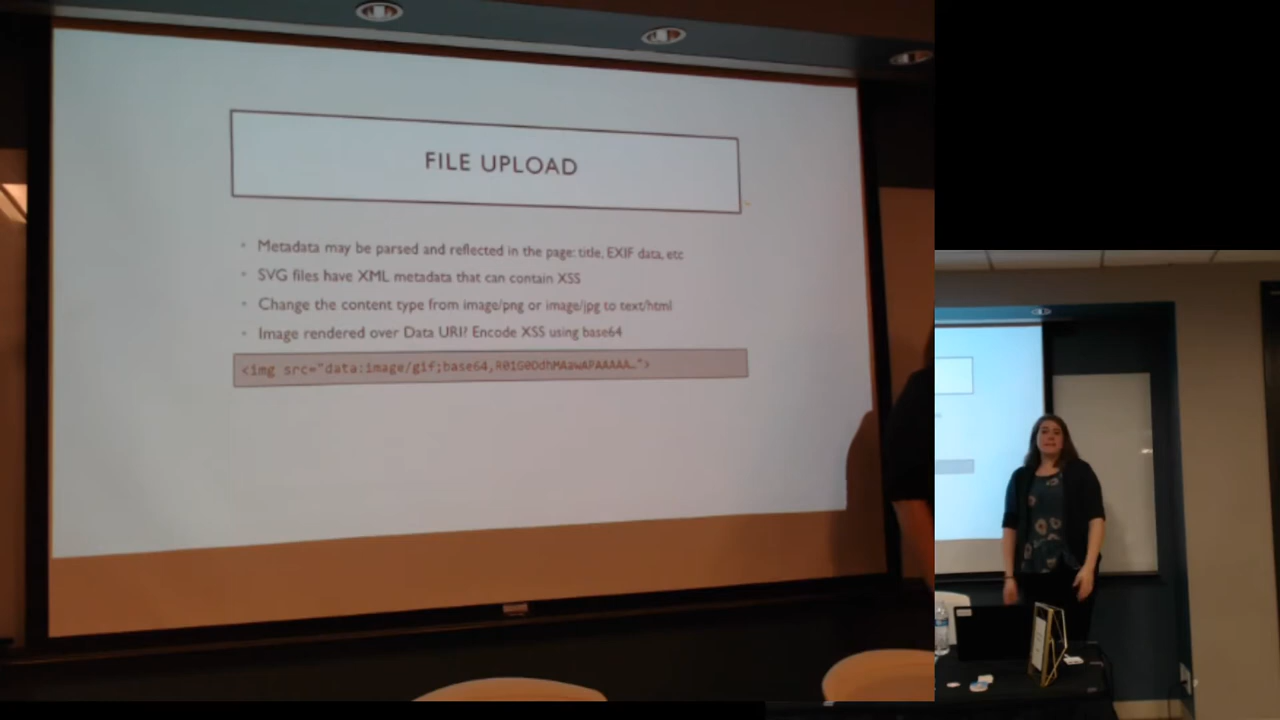 FILE UPLOAD
• Metadata may be parsed and reflected in the page: title, EXIF data, etc
• SVG files have XML metadata that can contain XSS
• Change the content type from image/png or image/jpg to text/html
• Image rendered over Data URI? Encode XSS using base64
<img src="data:image/gif;base64,R0lGODdhMAawAPAAAAA…">